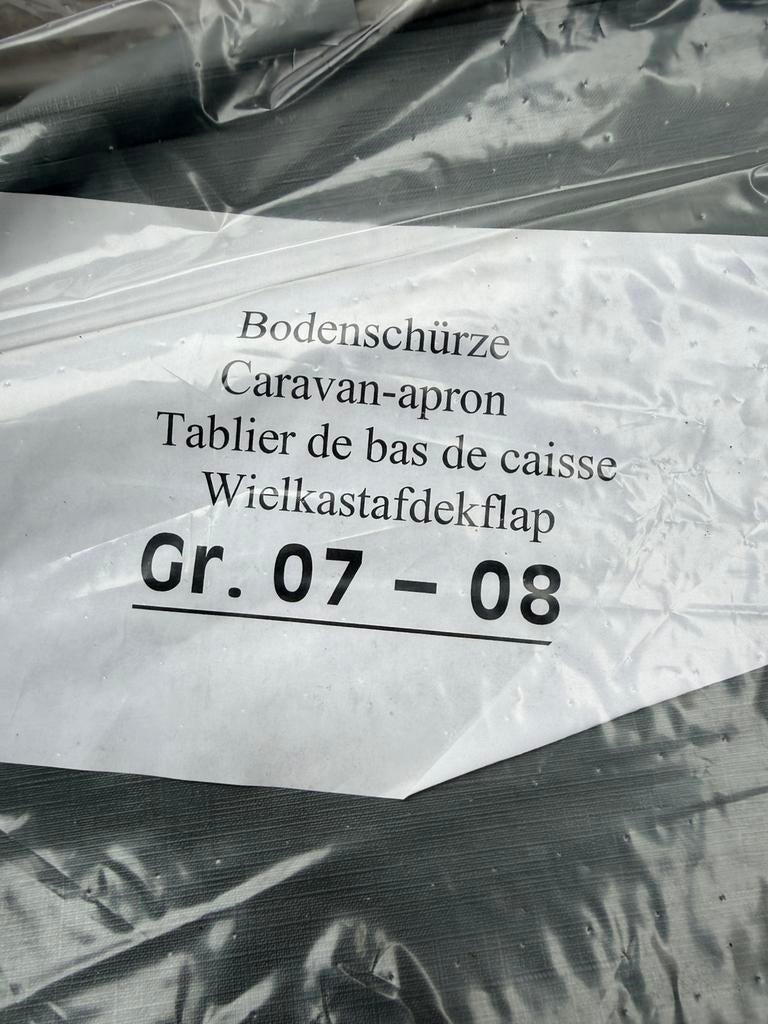 Bodenschürze
Caravan-apron
Tablier de bas de caisse
Wielkastafdekflap
Gr. 07 – 08